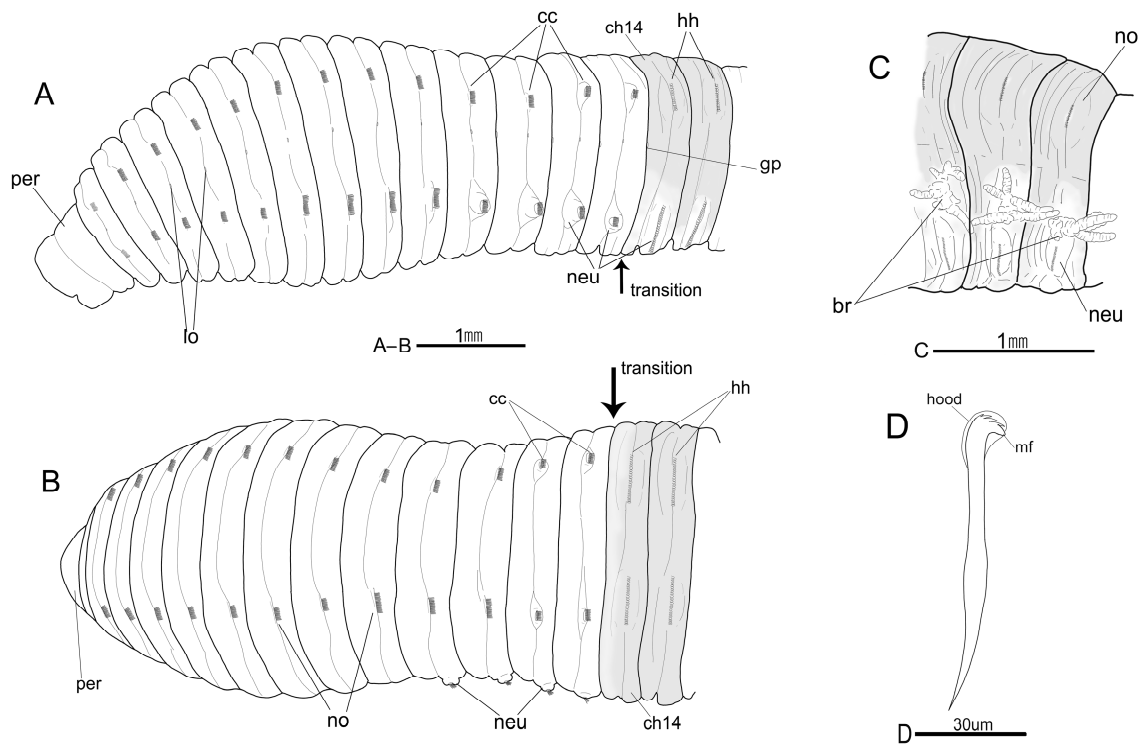 A
per
cc
ch14
hh
gp
neu
transition
lo
A–B 1mm
C
no
br
neu
C 1mm
B
transition
cc
hh
per
no
neu
ch14
D
hood
mf
D 30um